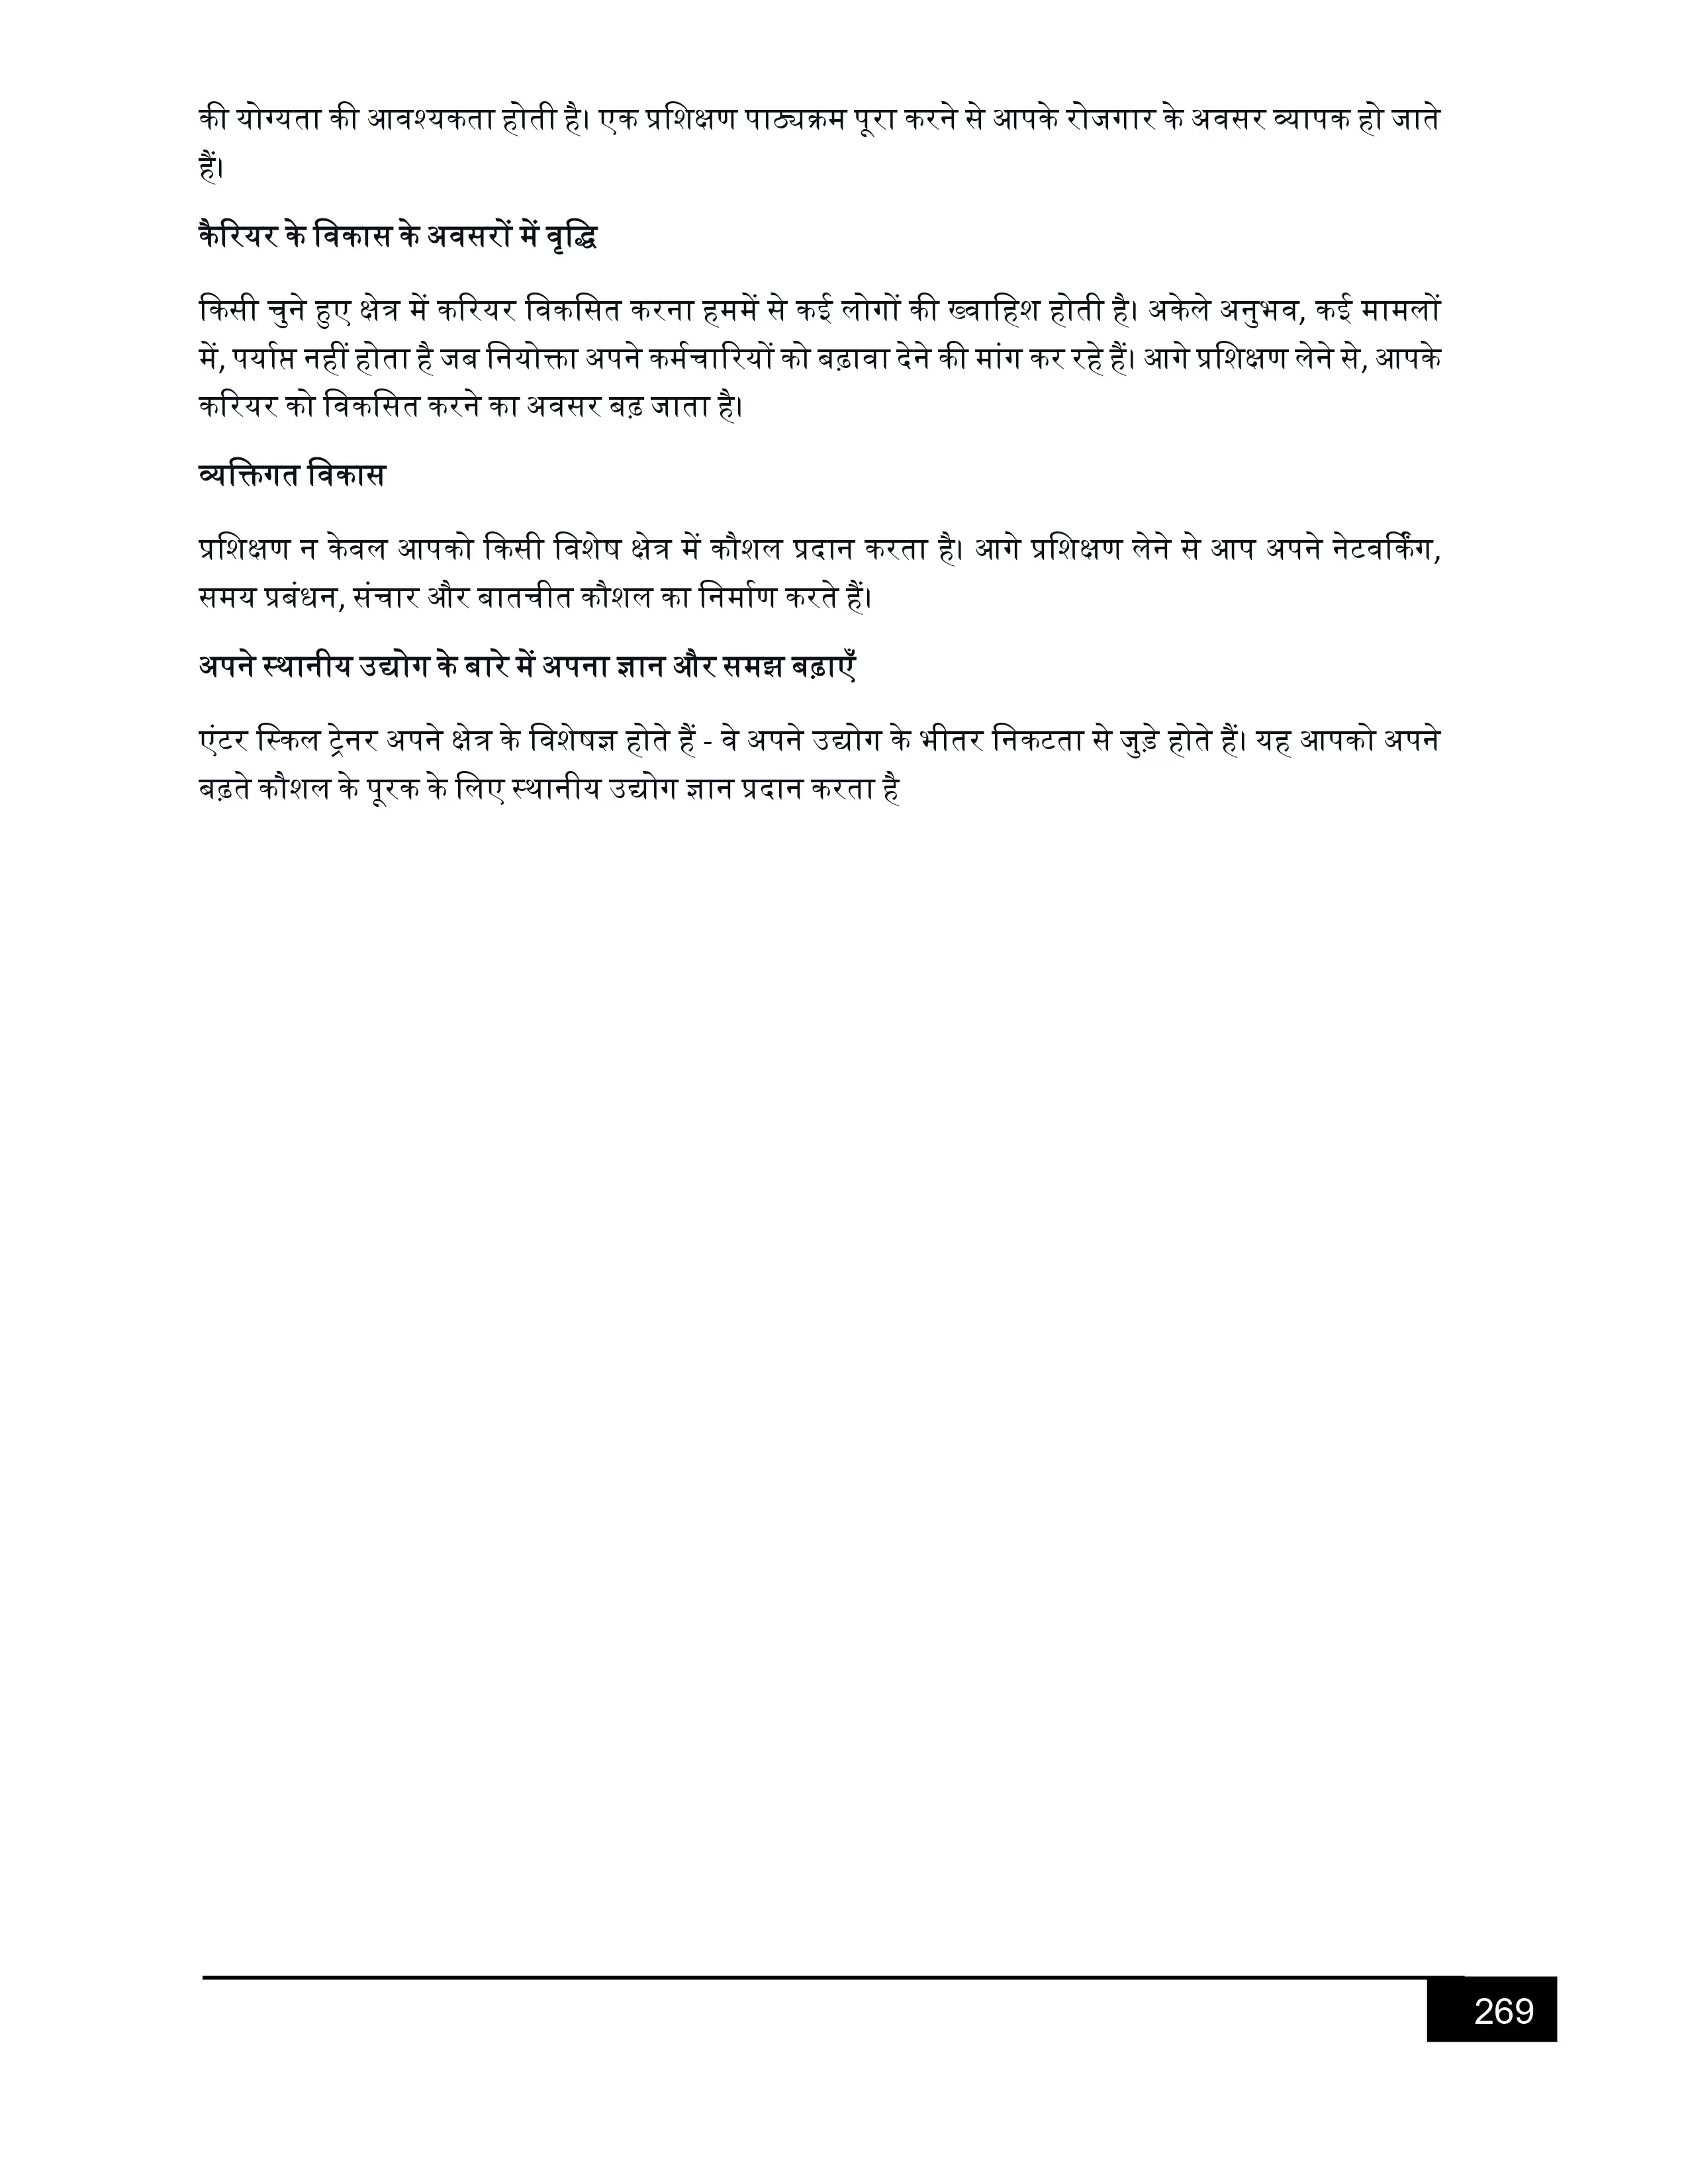 की योग्यता की आवश्यकता होती है। एक प्रशिक्षण पाठ्यक्रम पूरा करने से आपके रोजगार के अवसर व्यापक हो जाते
हैं।
कैरियर के विकास के अवसरों में वृद्धि
किसी चुने हुए क्षेत्र में करियर विकसित करना हममें से कई लोगों की ख्वाहिश होती है। अकेले अनुभव, कई मामलों
में, पर्याप्त नहीं होता है जब नियोक्ता अपने कर्मचारियों को बढ़ावा देने की मांग कर रहे हैं। आगे प्रशिक्षण लेने से, आपके
करियर को विकसित करने का अवसर बढ़ जाता है।
व्यक्तिगत विकास
प्रशिक्षण न केवल आपको किसी विशेष क्षेत्र में कौशल प्रदान करता है। आगे प्रशिक्षण लेने से आप अपने नेटवर्किंग,
समय प्रबंधन, संचार और बातचीत कौशल का निर्माण करते हैं।
अपने स्थानीय उद्योग के बारे में अपना ज्ञान और समझ बढ़ाएँ
एंटर स्किल ट्रेनर अपने क्षेत्र के विशेषज्ञ होते हैं - वे अपने उद्योग के भीतर निकटता से जुड़े होते हैं। यह आपको अपने
बढ़ते कौशल के पूरक के लिए स्थानीय उद्योग ज्ञान प्रदान करता है
269